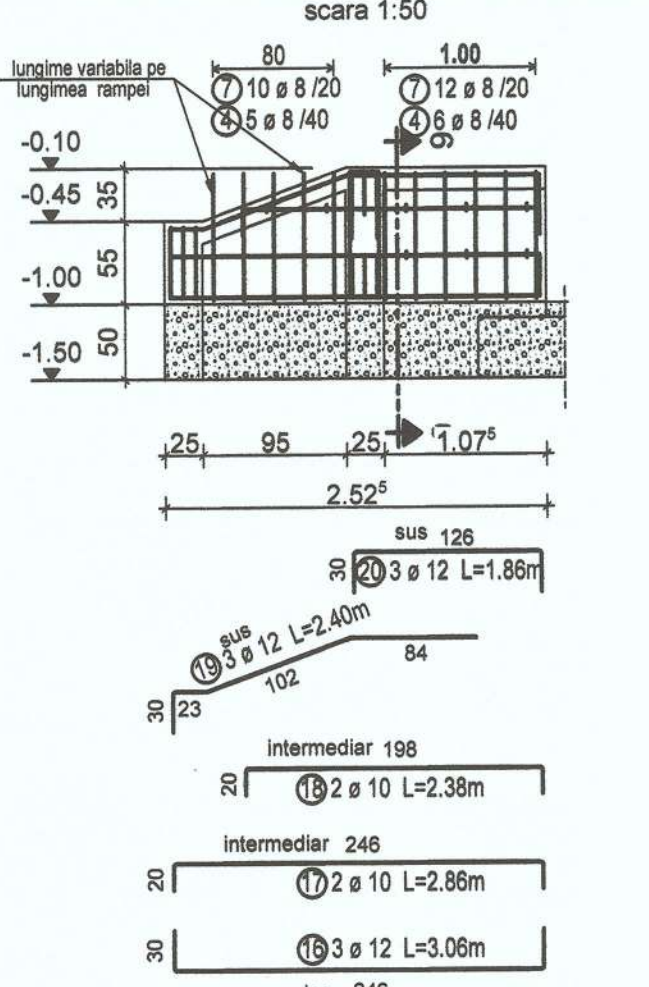 scara 1:50
80
1.00
lungime variabila pe
lungimea rampei
7 10 ø 8 /20
7 12 ø 8 /20
4 5 ø 8 /40
4 6 ø 8 /40
6
-0.10
35
-0.45
55
-1.00
50
-1.50
25 95 25 1.07⁵
2.52⁵
sus 126
30
20 3 ø 12 L=1.86m
sus
19 3 ø 12 L=2.40m
84
102
30
23
intermediar 198
20
18 2 ø 10 L=2.38m
intermediar 246
20
17 2 ø 10 L=2.86m
30
16 3 ø 12 L=3.06m